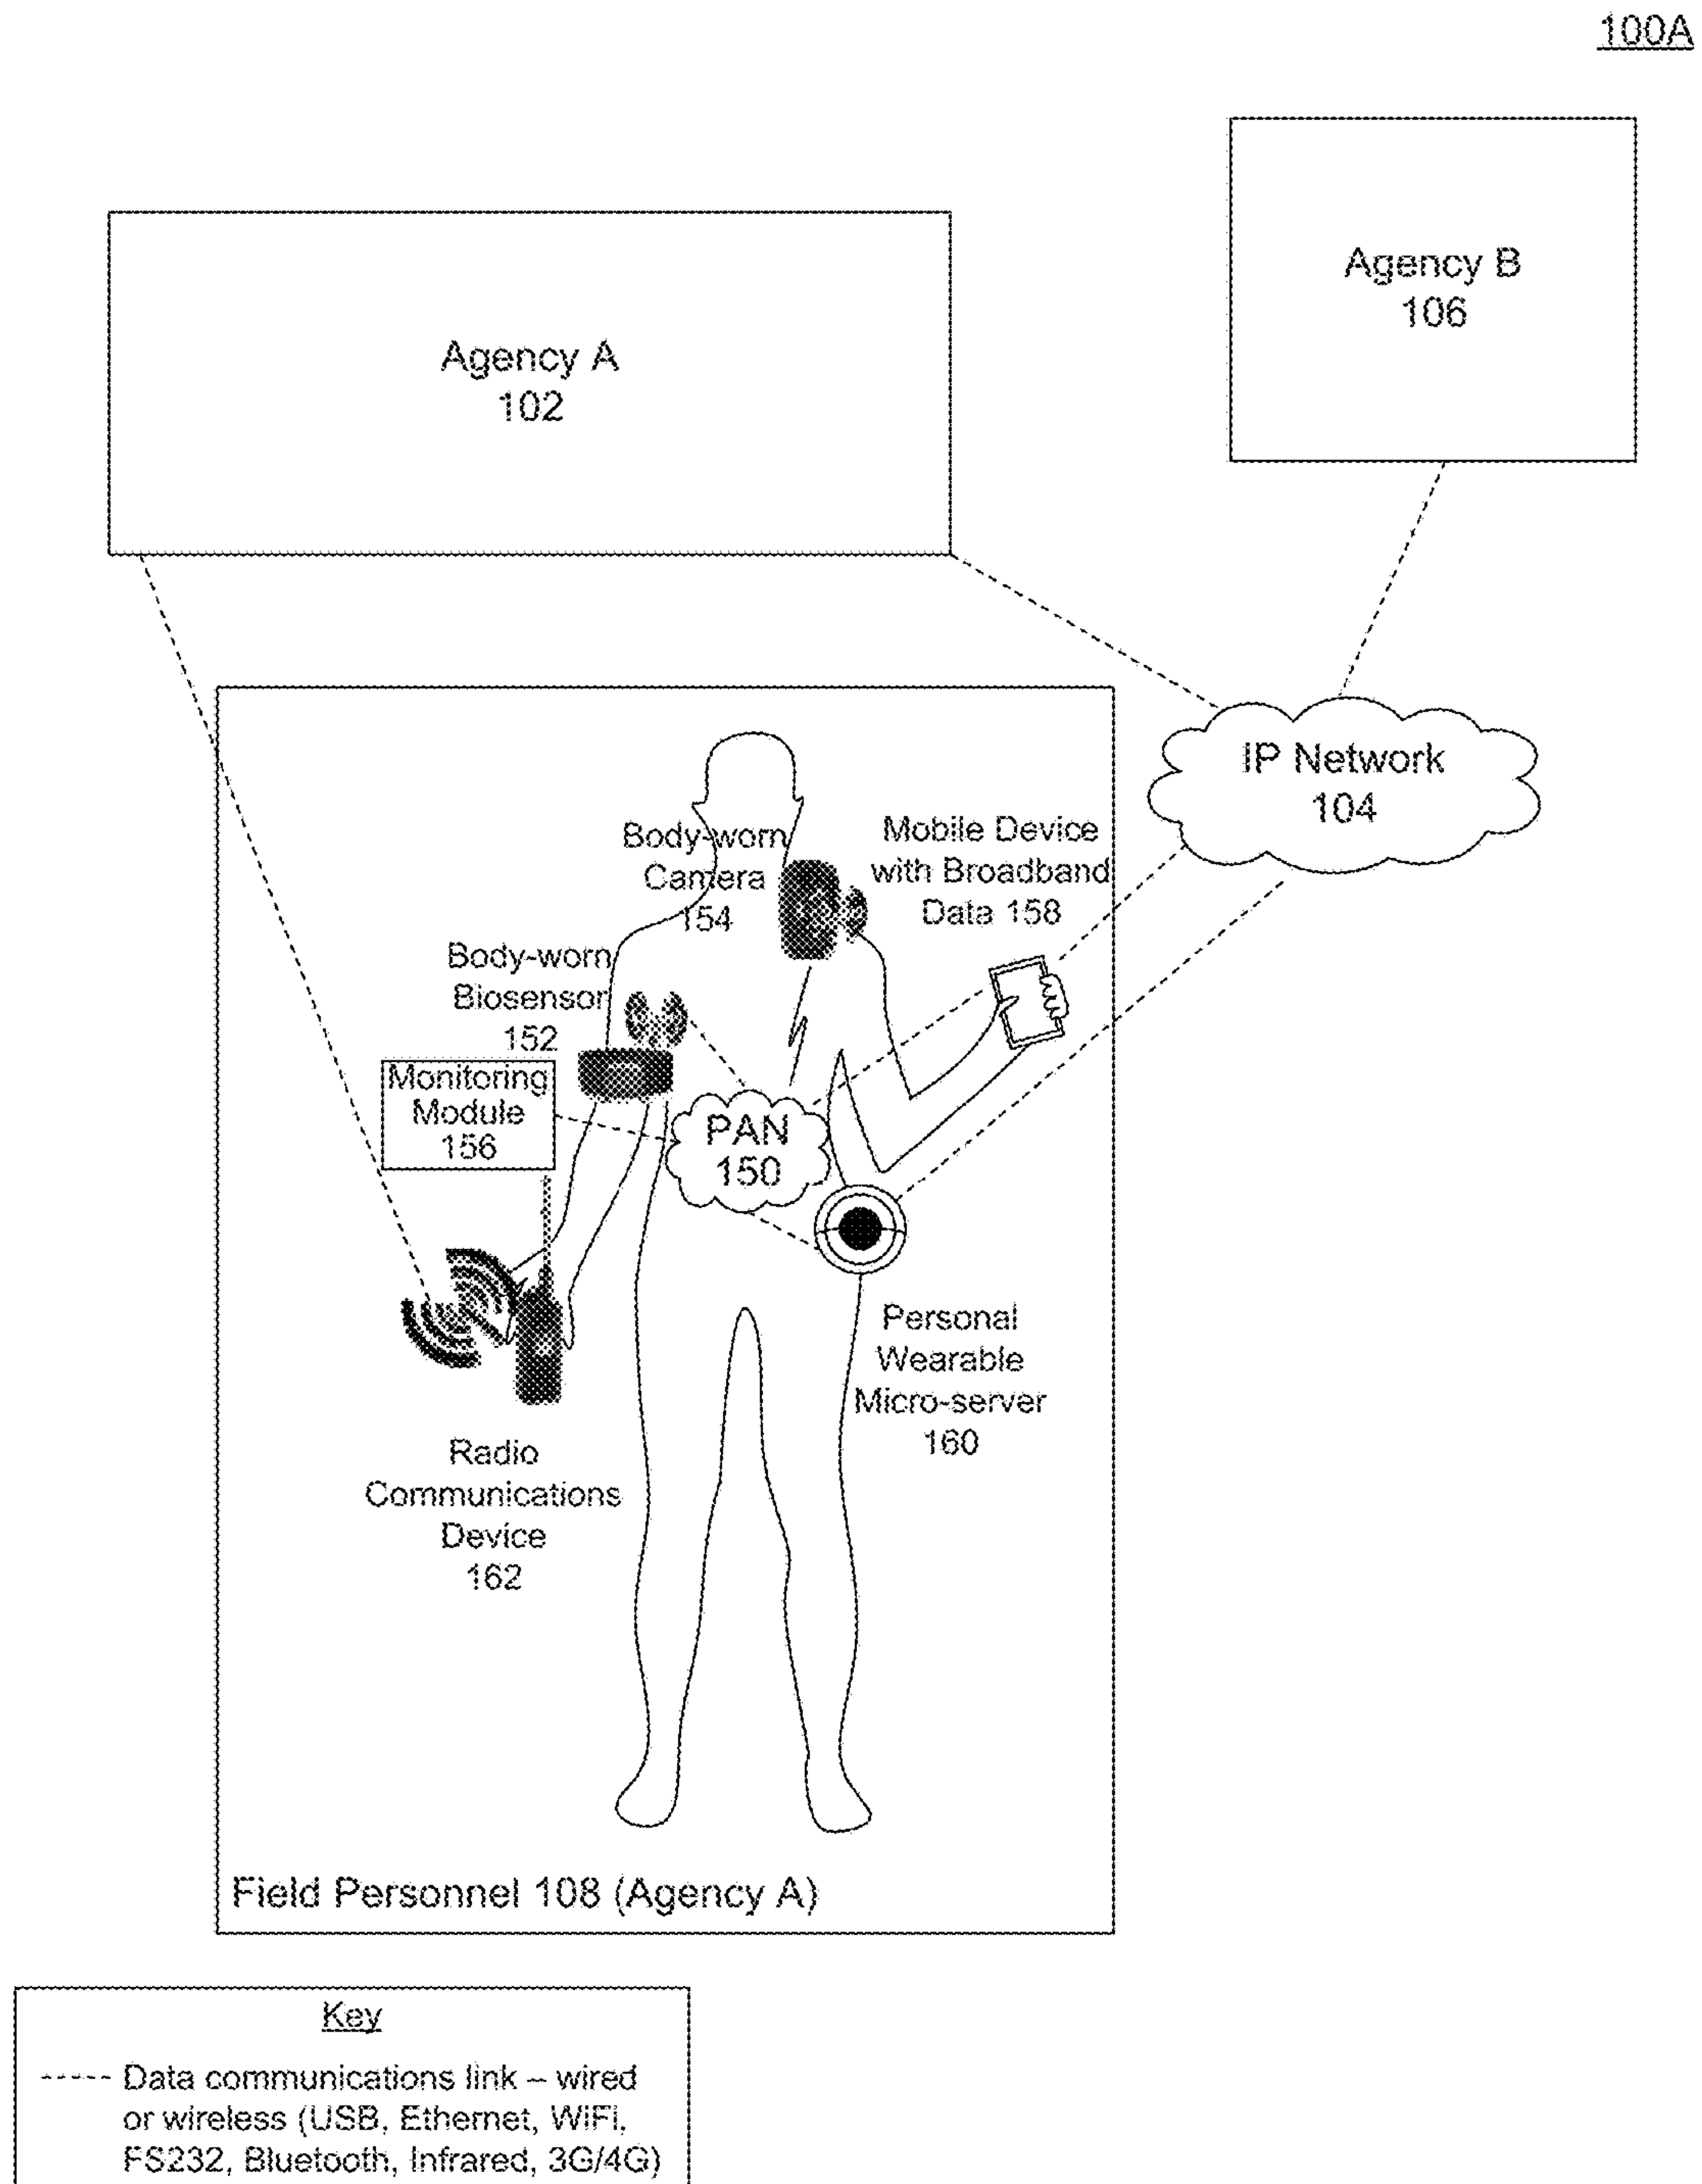 100A
Agency A
102
Agency B
106
IP Network
104
Body-worn
Camera
154
Mobile Device
with Broadband
Data 158
Body-worn
Biosensor
152
Monitoring
Module
156
PAN
150
Personal
Wearable
Micro-server
160
Radio
Communications
Device
162
Field Personnel 108 (Agency A)
Key
Data communications link – wired
or wireless (USB, Ethernet, WiFi,
FS232, Bluetooth, Infrared, 3G/4G)